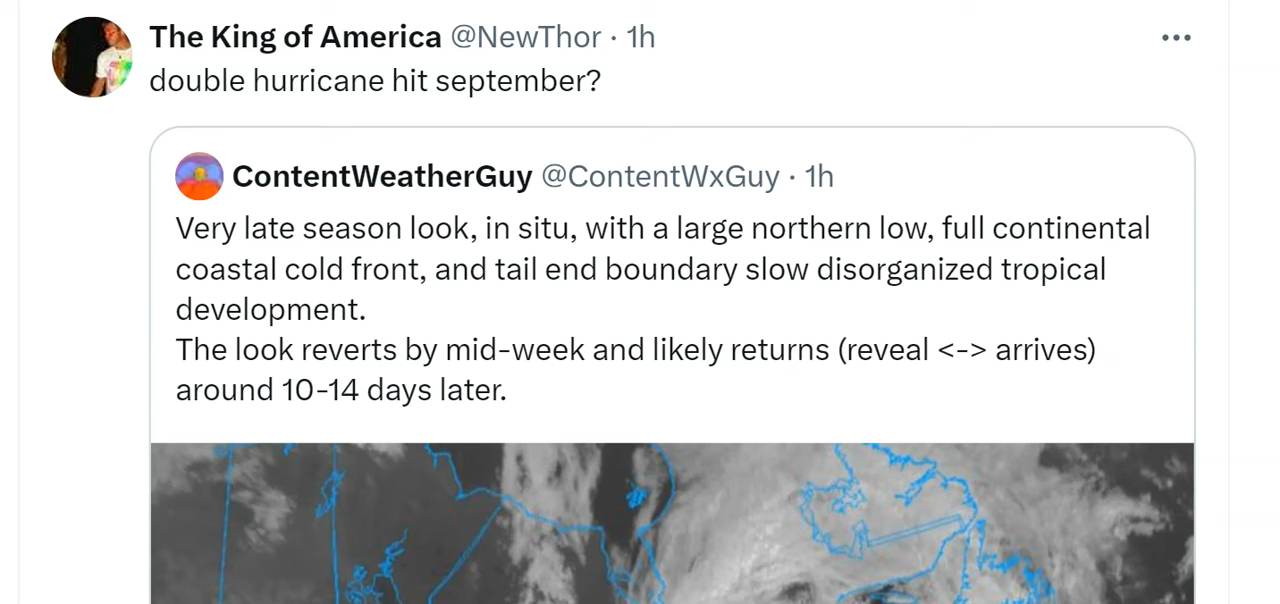 The King of America @NewThor · 1h
double hurricane hit september?
ContentWeatherGuy @ContentWxGuy · 1h
Very late season look, in situ, with a large northern low, full continental
coastal cold front, and tail end boundary slow disorganized tropical
development.
The look reverts by mid-week and likely returns (reveal <-> arrives)
around 10-14 days later.